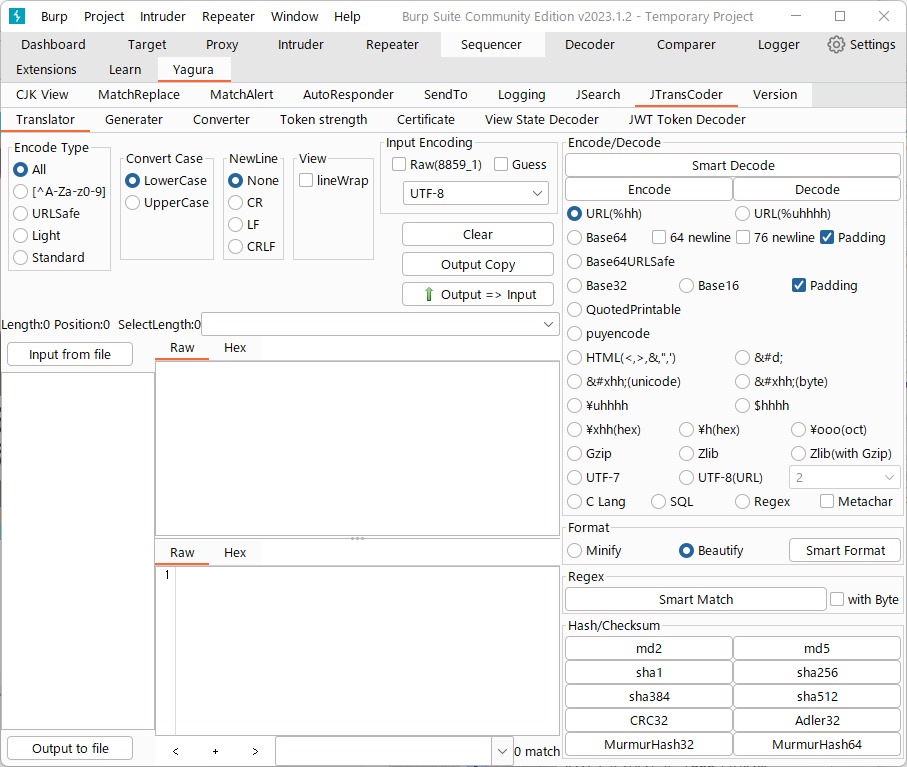 Burp Project Intruder Repeater Window Help Burp Suite Community Edition v2023.1.2 - Temporary Project
Dashboard Target Proxy Intruder Repeater Sequencer Decoder Comparer Logger Settings
Extensions Learn Yagura
CJK View MatchReplace MatchAlert AutoResponder SendTo Logging JSearch JTransCoder Version
Translator Generater Converter Token strength Certificate View State Decoder JWT Token Decoder
Encode Type
All
[^A-Za-z0-9]
URLSafe
Light
Standard
Convert Case
LowerCase
UpperCase
NewLine
None
CR
LF
CRLF
View
lineWrap
Input Encoding
Raw(8859_1) Guess
UTF-8
Clear
Output Copy
Output => Input
Length:0 Position:0 SelectLength:0
Input from file
Raw Hex
Raw Hex
1
Output to file
< + > 0 match
Encode/Decode
Smart Decode
Encode Decode
URL(%hh) URL(%uhhhh)
Base64 64 newline 76 newline Padding
Base64URLSafe
Base32 Base16 Padding
QuotedPrintable
puyencode
HTML(<,>,&,",') &#d;
&#xhh;(unicode) &#xhh;(byte)
¥uhhhh $hhhh
¥xhh(hex) ¥h(hex) ¥ooo(oct)
Gzip Zlib Zlib(with Gzip)
UTF-7 UTF-8(URL) 2
C Lang SQL Regex Metachar
Format
Minify Beautify Smart Format
Regex
Smart Match with Byte
Hash/Checksum
md2 md5
sha1 sha256
sha384 sha512
CRC32 Adler32
MurmurHash32 MurmurHash64